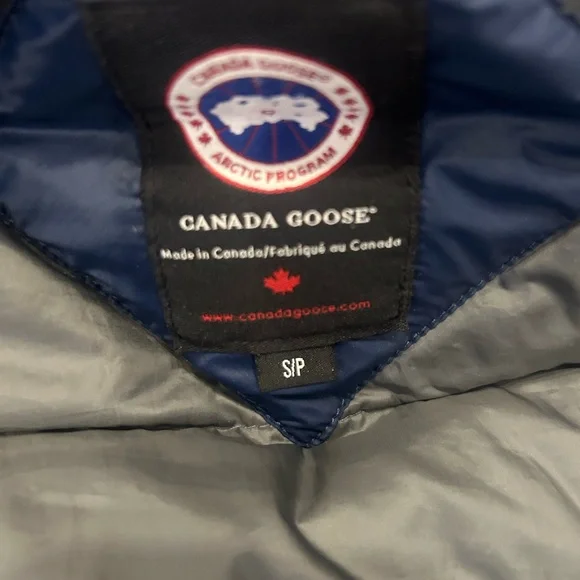 CANADA GOOSE®
ARCTIC PROGRAM
CANADA GOOSE®
Made in Canada/Fabriqué au Canada
www.canadagoose.com
S/P